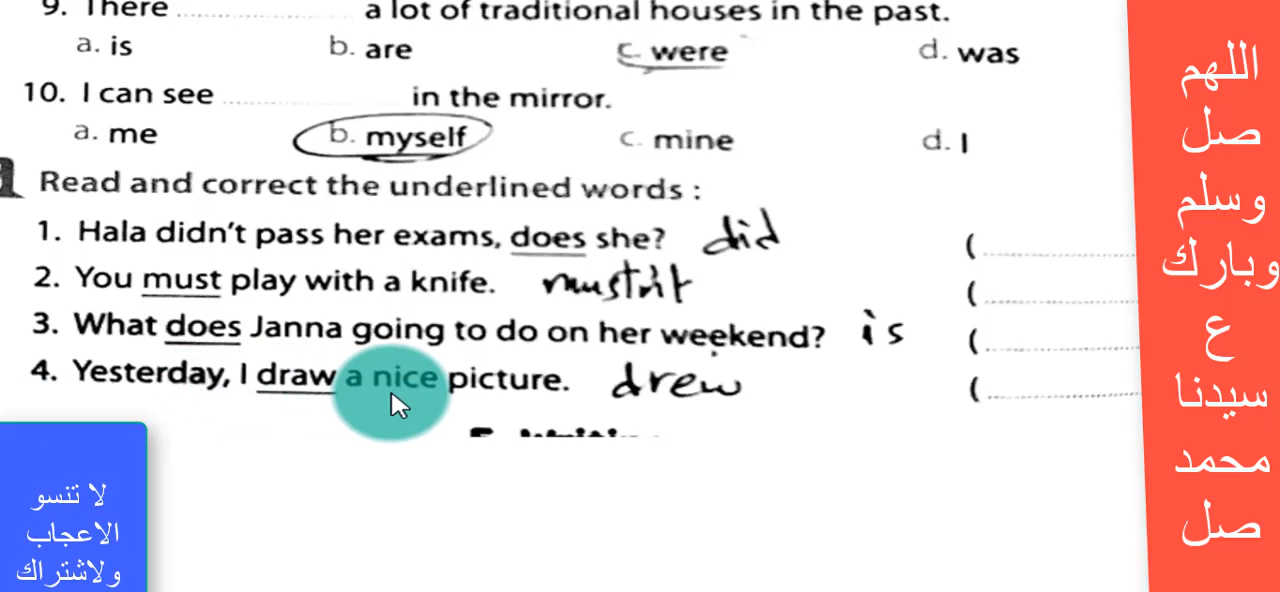 9. There ............ a lot of traditional houses in the past.
a. is b. are c. were d. was
10. I can see ............ in the mirror.
a. me b. myself c. mine d. I
Read and correct the underlined words :
1. Hala didn't pass her exams, does she? did (............
2. You must play with a knife. mustn't (............
3. What does Janna going to do on her weekend? is (............
4. Yesterday, I draw a nice picture. drew (............
لا تنسو
الاعجاب
ولاشتراك
اللهم
صل
وسلم
وبارك
ع
سيدنا
محمد
صل